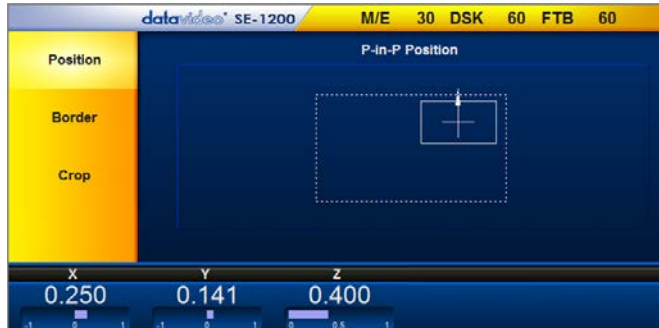 datavideo® SE-1200 M/E 30 DSK 60 FTB 60
P-in-P Position
Position
Border
Crop
X Y Z
0.250 0.141 0.400
-1 0 1 -1 0 1 0 0.5 1